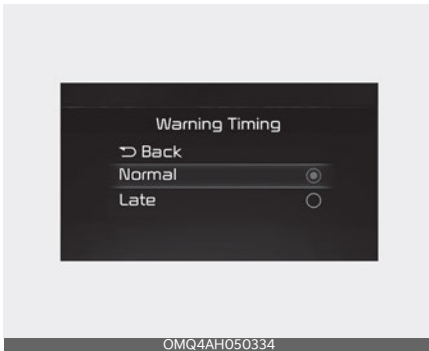 Warning Timing
Back
Normal
Late
OMQ4AH050334